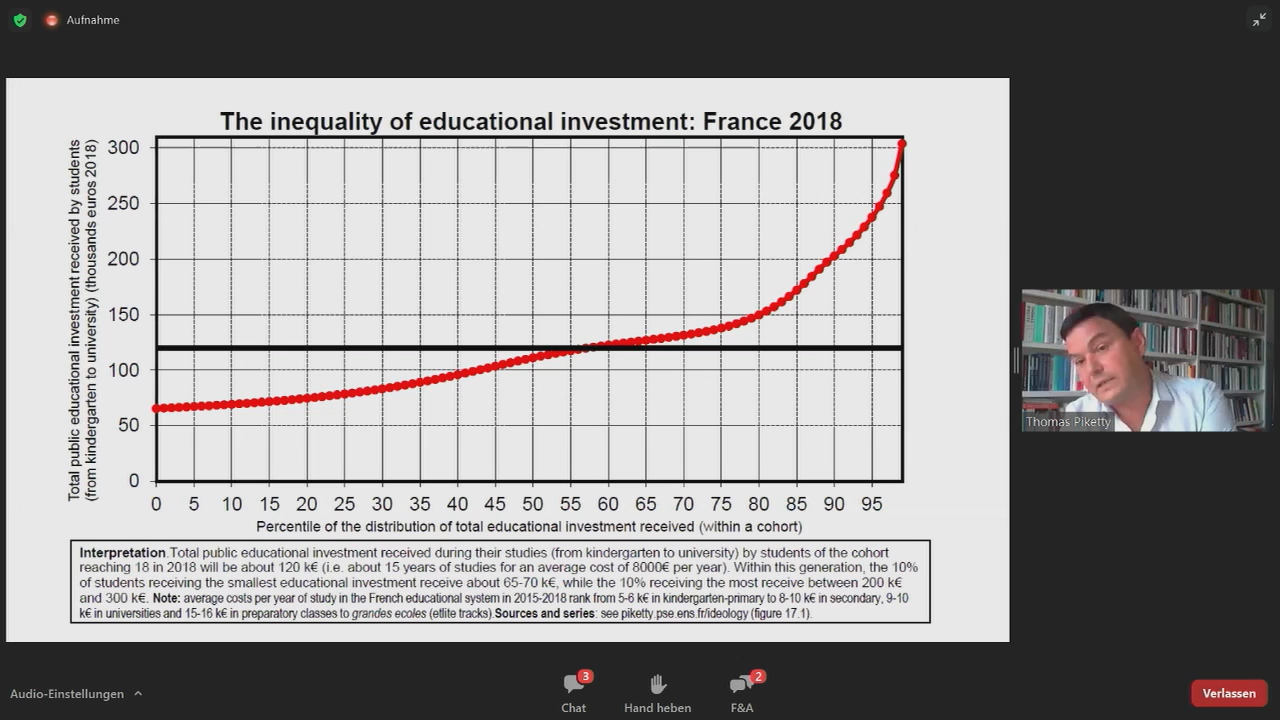 Aufnahme
The inequality of educational investment: France 2018
Total public educational investment received by students
(from kindergarten to university) (thousands euros 2018)
300
250
200
150
100
50
0
0 5 10 15 20 25 30 35 40 45 50 55 60 65 70 75 80 85 90 95
Percentile of the distribution of total educational investment received (within a cohort)
Interpretation.Total public educational investment received during their studies (from kindergarten to university) by students of the cohort
reaching 18 in 2018 will be about 120 k€ (i.e. about 15 years of studies for an average cost of 8000€ per year). Within this generation, the 10%
of students receiving the smallest educational investment receive about 65-70 k€, while the 10% receiving the most receive between 200 k€
and 300 k€. Note: average costs per year of study in the French educational system in 2015-2018 rank from 5-6 k€ in kindergarten-primary to 8-10 k€ in secondary, 9-10
k€ in universities and 15-16 k€ in preparatory classes to grandes ecoles (etlite tracks).Sources and series: see piketty.pse.ens.fr/ideology (figure 17.1).
Thomas Piketty
Audio-Einstellungen
3
Chat
Hand heben
2
F&A
Verlassen